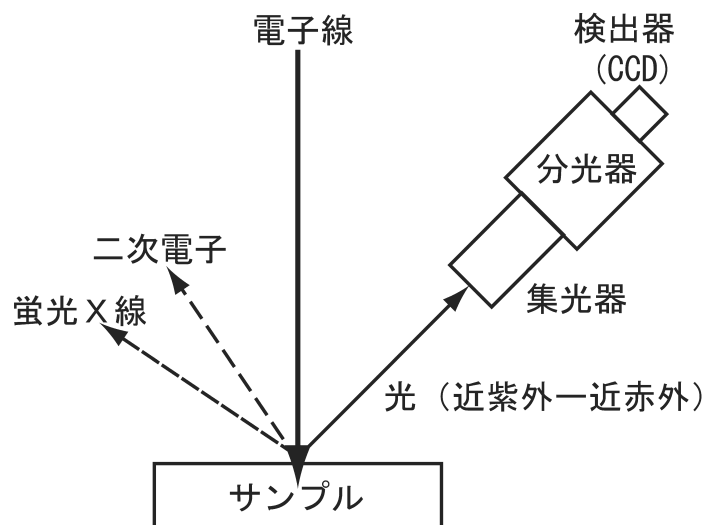 電子線
検出器
(CCD)
分光器
二次電子
集光器
蛍光X線
光（近紫外ー近赤外）
サンプル